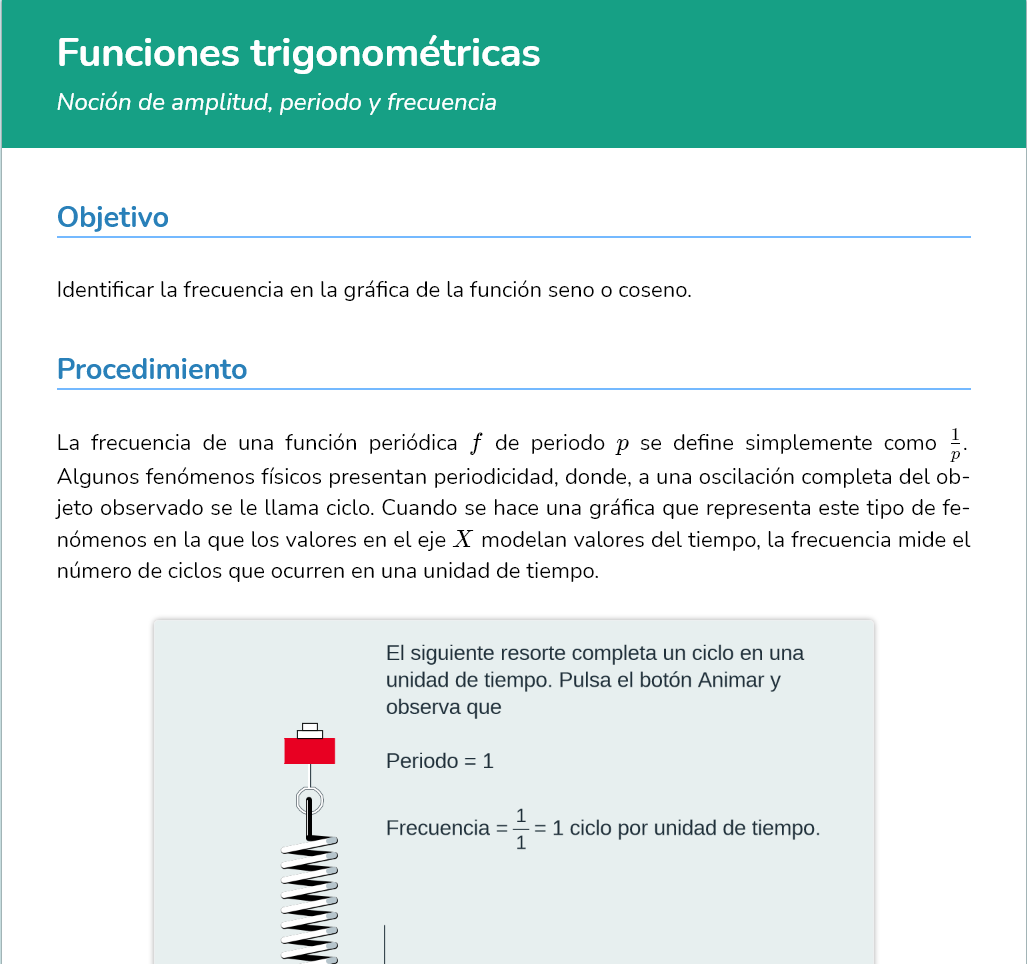 Funciones trigonométricas
Noción de amplitud, periodo y frecuencia
Objetivo
Identificar la frecuencia en la gráfica de la función seno o coseno.
Procedimiento
La frecuencia de una función periódica f de periodo p se define simplemente como 1/p.
Algunos fenómenos físicos presentan periodicidad, donde, a una oscilación completa del ob-
jeto observado se le llama ciclo. Cuando se hace una gráfica que representa este tipo de fe-
nómenos en la que los valores en el eje X modelan valores del tiempo, la frecuencia mide el
número de ciclos que ocurren en una unidad de tiempo.
El siguiente resorte completa un ciclo en una
unidad de tiempo. Pulsa el botón Animar y
observa que
Periodo = 1
Frecuencia = 1/1 = 1 ciclo por unidad de tiempo.